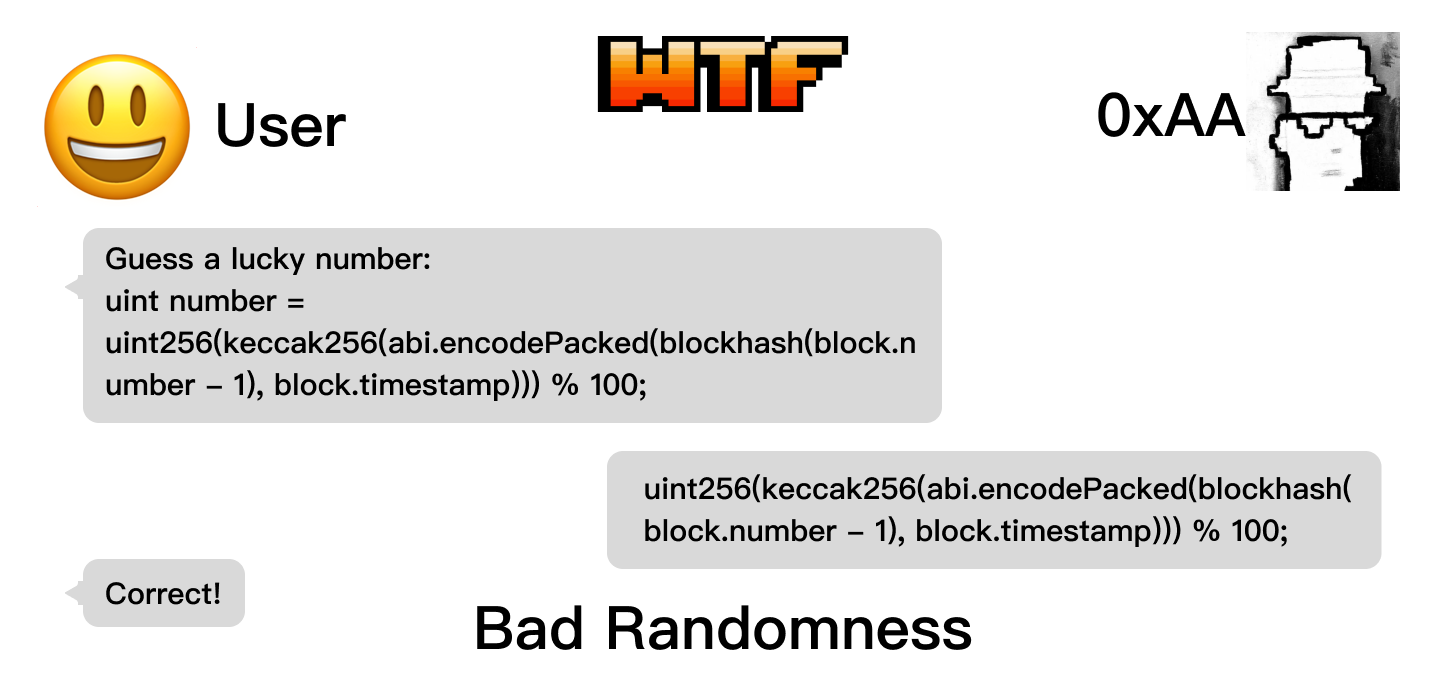 WTF
User
0xAA
Guess a lucky number:
uint number =
uint256(keccak256(abi.encodePacked(blockhash(block.n
umber – 1), block.timestamp))) % 100;
uint256(keccak256(abi.encodePacked(blockhash(
block.number – 1), block.timestamp))) % 100;
Correct!
Bad Randomness